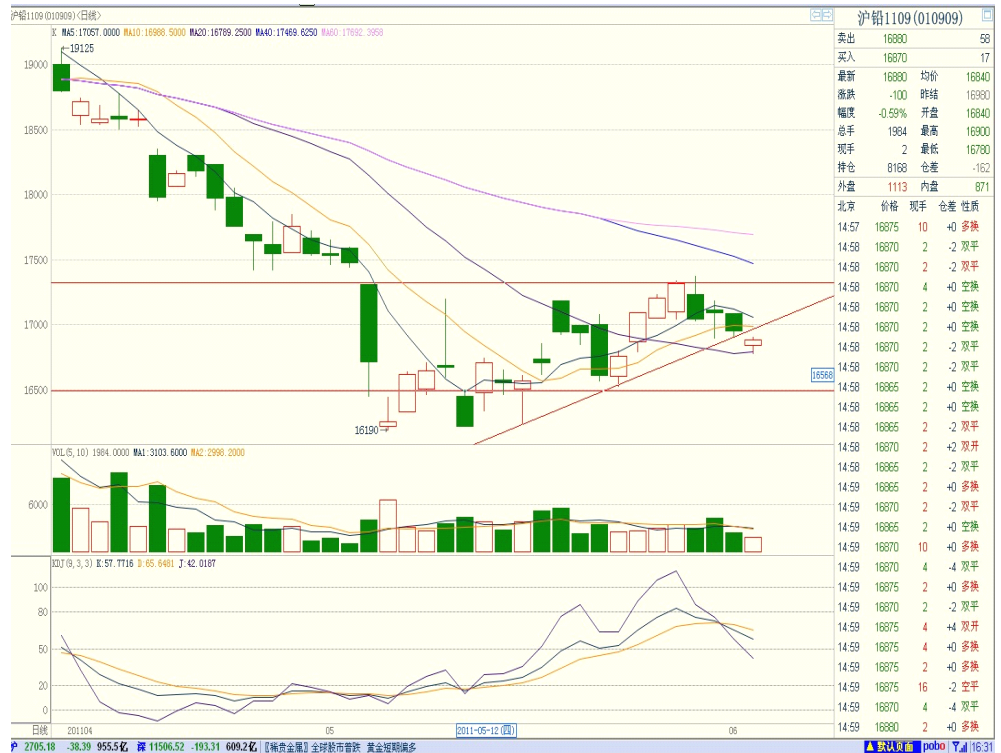 沪铅1109(010909)<日线>
K MA5:17057.0000 MA10:16988.5000 MA20:16789.2500 MA40:17469.6250 MA60:17692.3958
19125
19000
18500
18000
17500
17000
16500
16568
16190
VOL(5,10) 1984.0000 MA1:3103.6000 MA2:2998.2000
6000
KDJ(9,3,3) K:57.7716 D:65.6481 J:42.0187
100
80
50
20
0
日线 201104 05 2011-05-12(四) 06
沪铅1109(010909)
卖出 16880 58
买入 16870 17
最新 16880 均价 16840
涨跌 -100 昨结 16980
幅度 -0.59% 开盘 16840
总手 1984 最高 16900
现手 2 最低 16780
持仓 8168 仓差 -162
外盘 1113 内盘 871
北京 价格 现手 仓差 性质
14:57 16875 10 +0 多换
14:58 16870 2 -2 双平
14:58 16870 2 -2 双平
14:58 16870 4 +0 空换
14:58 16870 2 +0 空换
14:58 16870 2 +0 空换
14:58 16870 2 -2 双平
14:58 16870 2 -2 双平
14:58 16865 2 +0 空换
14:58 16865 2 +0 空换
14:58 16865 2 -2 双平
14:58 16870 2 +2 双开
14:58 16865 2 -2 双平
14:59 16865 2 +0 多换
14:59 16870 2 -2 双平
14:59 16865 2 +0 空换
14:59 16870 10 +0 多换
14:59 16870 4 -4 双平
14:59 16875 2 +0 多换
14:59 16870 2 -2 双平
14:59 16875 4 +4 双开
14:59 16875 4 +0 多换
14:59 16875 2 +0 多换
14:59 16875 16 -2 空平
14:59 16870 4 -4 双平
14:59 16880 2 +0 多换
沪 2705.18 -38.39 955.5亿 深 11506.52 -193.31 609.2亿 〖稀贵金属〗全球股市普跌 黄金短期偏多 默认页面 pobo 16:31